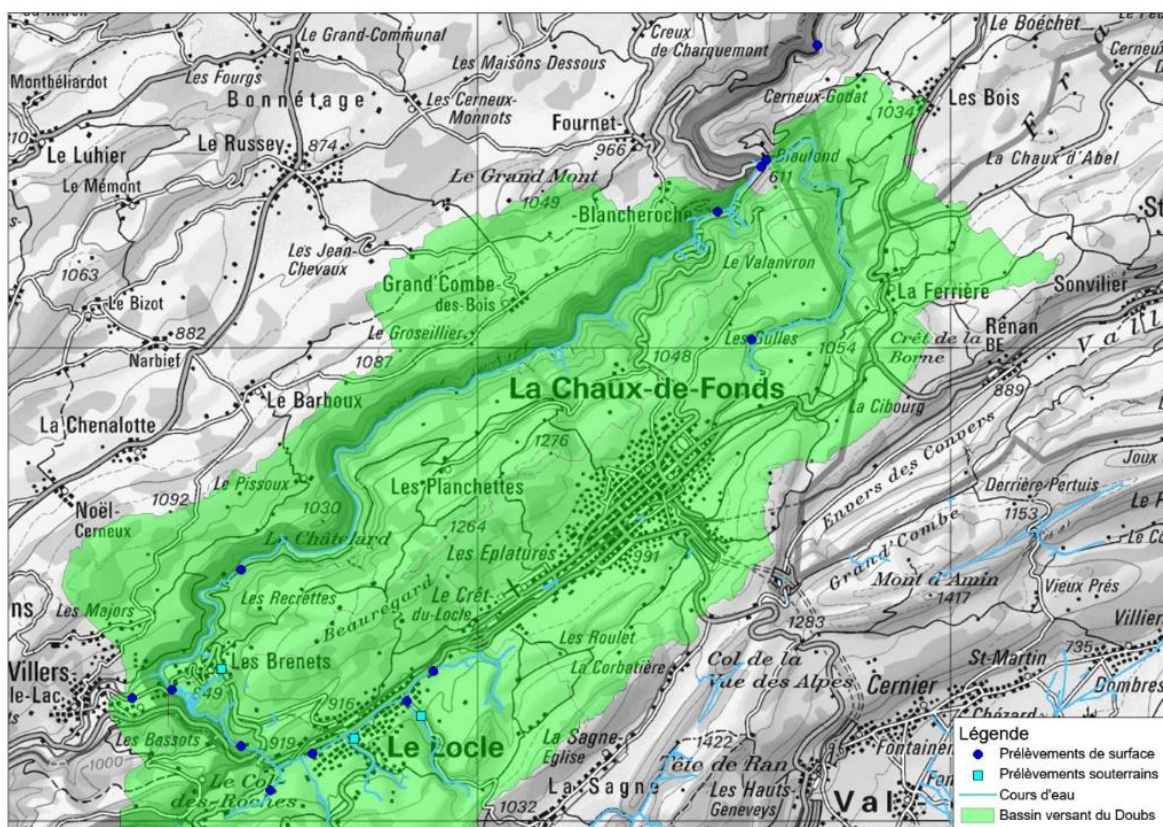 Le Grand-Communal
Creux
de Charquemont
Le Boéchet
Cerneux-
Montbéliardot
Les Fourgs
Les Maisons Dessous
Cerneux-Godat
Bonnétage
Les Cerneux-
Monnots
1034
Les Bois
Fournet-
Le Luhier
Le Russey
874
966
Biaufond
La Chaux d'Abel
611
Le Mémont
Le Grand Mont
1049
-Blancheroche
St
Les Jean-
Chevaux
1063
Le Valanvron
Grand'Combe-
des-Bois
Sonvilier
La Ferrière
Le Bizot
Le Groseillier
Les Bulles
Rénan
BE
882
Narbief
1087
1048
1054
Crêt de la
Borne
889
La Chaux-de-Fonds
Le Barboux
La Cibourg
La Chenalotte
1276
Envers des Convers
Joux
Le Pissoux
Les Planchettes
Derrière-Pertuis
1092
1030
1153
Noël-
Cerneux
1264
Le Châtelard
Les Eplatures
991
Grand'Combe
Mont d'Amin
1417
Vieux Prés
Les Recrettes
Beauregard
Le Crêt-
du-Locle
Les Majors
1283
Villiers
Les Roulet
St-Martin
735
La Corbatière
Villers
le-Lac
Les Brenets
Col de la
Vue des Alpes
Cernier
Dombres
916
Chézard
Les Bassots
919
Le Locle
La Sagne-
Eglise
1422
Tête de Ran
Fontaine
1000
Le Col
des-Roches
1032
La Sagne
Les Hauts-
Geneveys
Val
Légende
Prélèvements de surface
Prélèvements souterrains
Cours d'eau
Bassin versant du Doubs